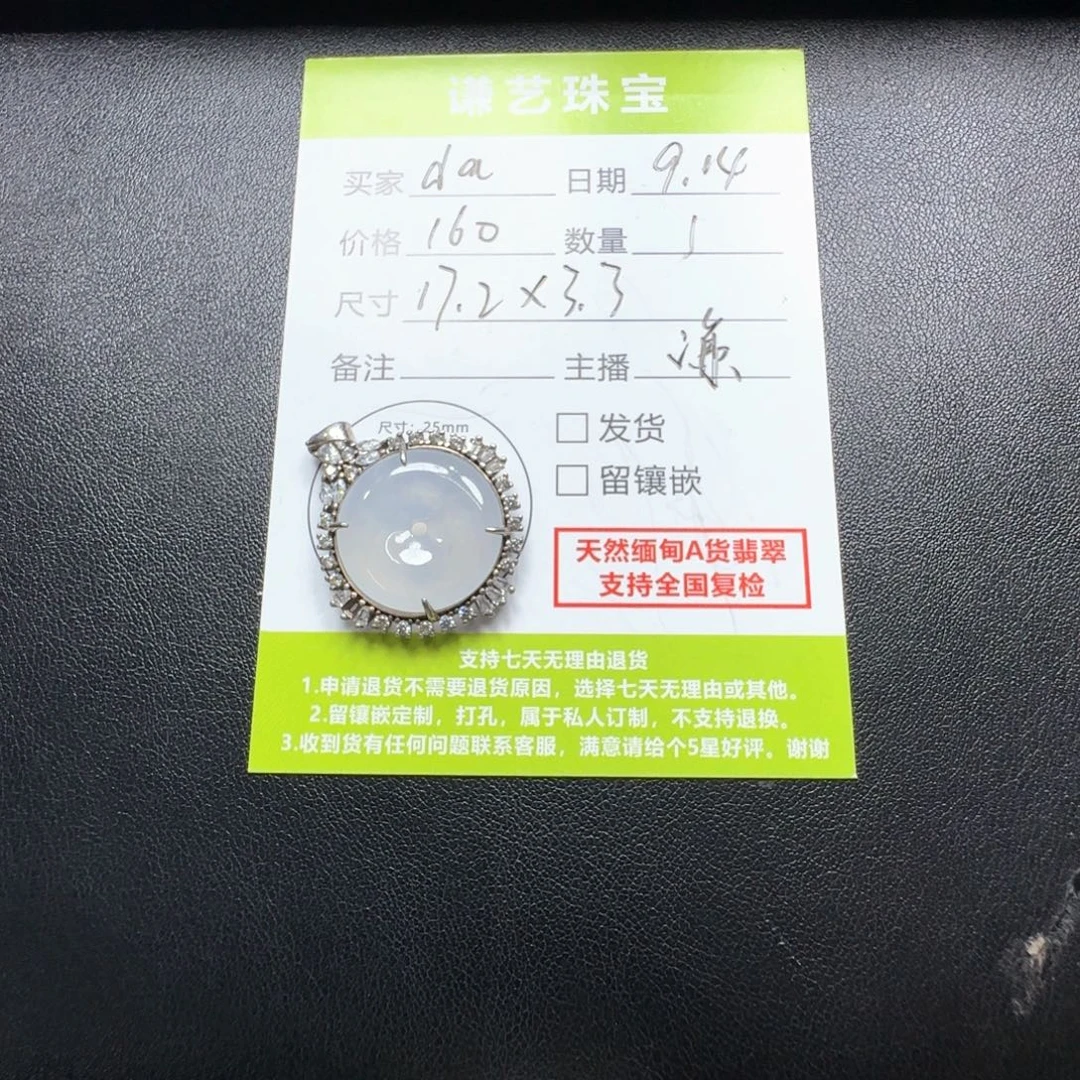 谦艺珠宝
买家 da 日期 9.14
价格 160 数量 1
尺寸 17.2×3.3
备注 主播 谦
尺寸：25mm
发货
留镶嵌
天然缅甸A货翡翠
支持全国复检
支持七天无理由退货
1.申请退货不需要退货原因，选择七天无理由或其他。
2.留镶嵌定制，打孔，属于私人订制，不支持退换。
3.收到货有任何问题联系客服，满意请给个5星好评。谢谢